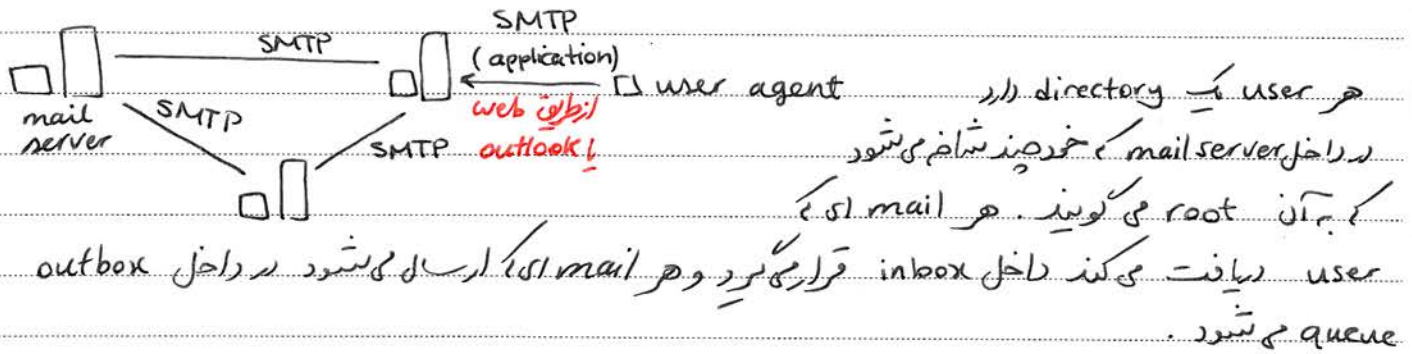 SMTP
SMTP
(application)
user agent
از طریق web
یا outlook
mail
server
SMTP
SMTP
هر user یک directory دارد
در داخل mail server که خود چند شاخه می‌شود
که به آن root می‌گویند. هر mail ای که
user دریافت می‌کند داخل inbox قرار می‌گیرد و هر mail ای که ارسال می‌شود در داخل outbox
queue می‌شود.